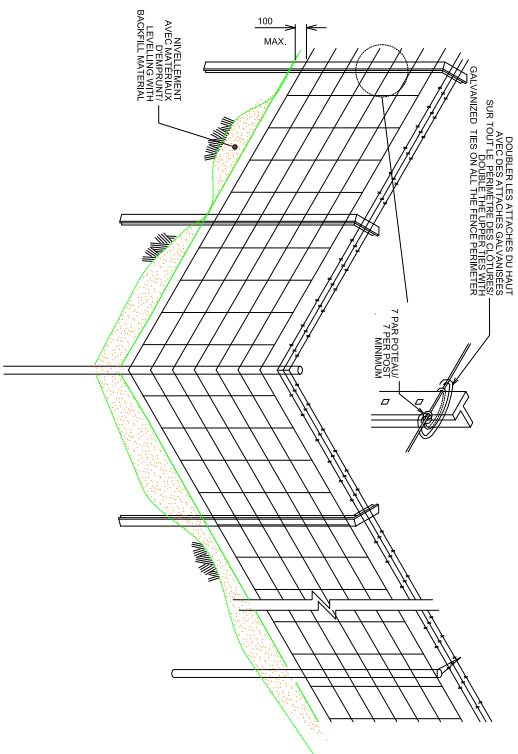 100
MAX.
NIVELLEMENT
AVEC MATERIAUX
D'EMPRUNT/
LEVELLING WITH
BACKFILL MATERIAL
DOUBLER LES ATTACHES DU HAUT
AVEC DES ATTACHES GALVANISÉES
SUR TOUT LE PERIMETRE DES CLÔTURES/
DOUBLE THE UPPER TIES WITH
GALVANIZED TIES ON ALL THE FENCE PERIMETER
7 PAR POTEAU/
7 PER POST
MINIMUM